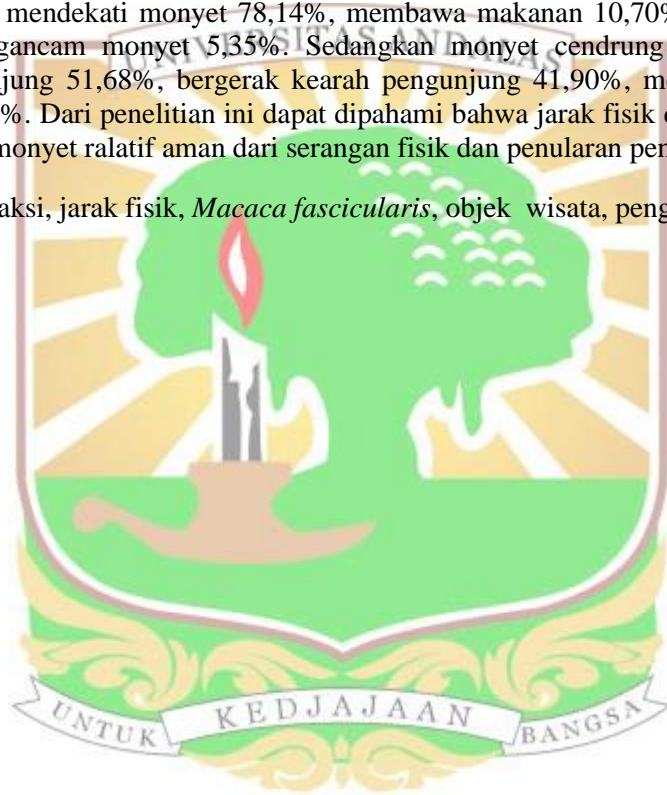 mendekati monyet 78,14%, membawa makanan 10,70%
gancam monyet 5,35%. Sedangkan monyet cendrung
jung 51,68%, bergerak kearah pengunjung 41,90%, m
%. Dari penelitian ini dapat dipahami bahwa jarak fisik
monyet ralatif aman dari serangan fisik dan penularan pen
aksi, jarak fisik, Macaca fascicularis, objek wisata, peng
UNIVERSITAS ANDALAS
UNTUK KEDJAJAAN BANGSA